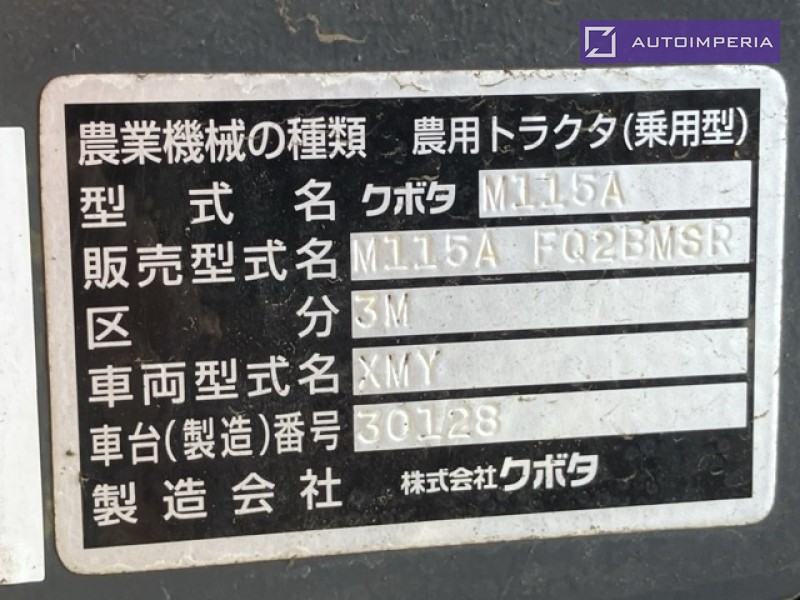 AUTOIMPERIA
農業機械の種類 農用トラクタ(乗用型)
型式名 クボタ M115A
販売型式名 M115A FQ2BMSR
区分 3M
車両型式名 XMY
車台(製造)番号 30128
製造会社 株式会社クボタ